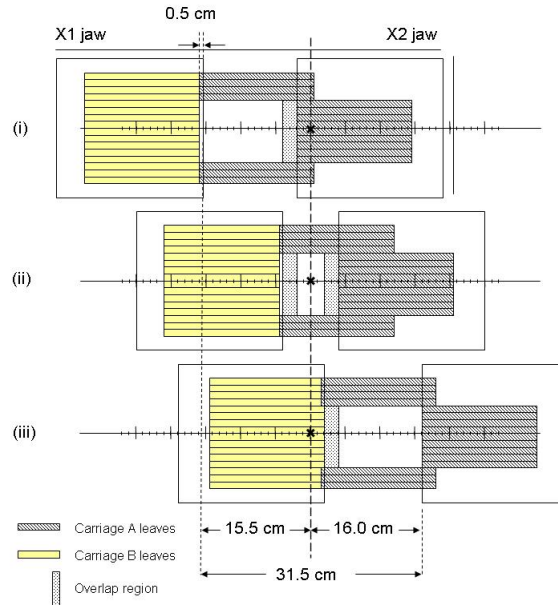 0.5 cm
X1 jaw X2 jaw
(i)
(ii)
(iii)
15.5 cm 16.0 cm
31.5 cm
Carriage A leaves
Carriage B leaves
Overlap region